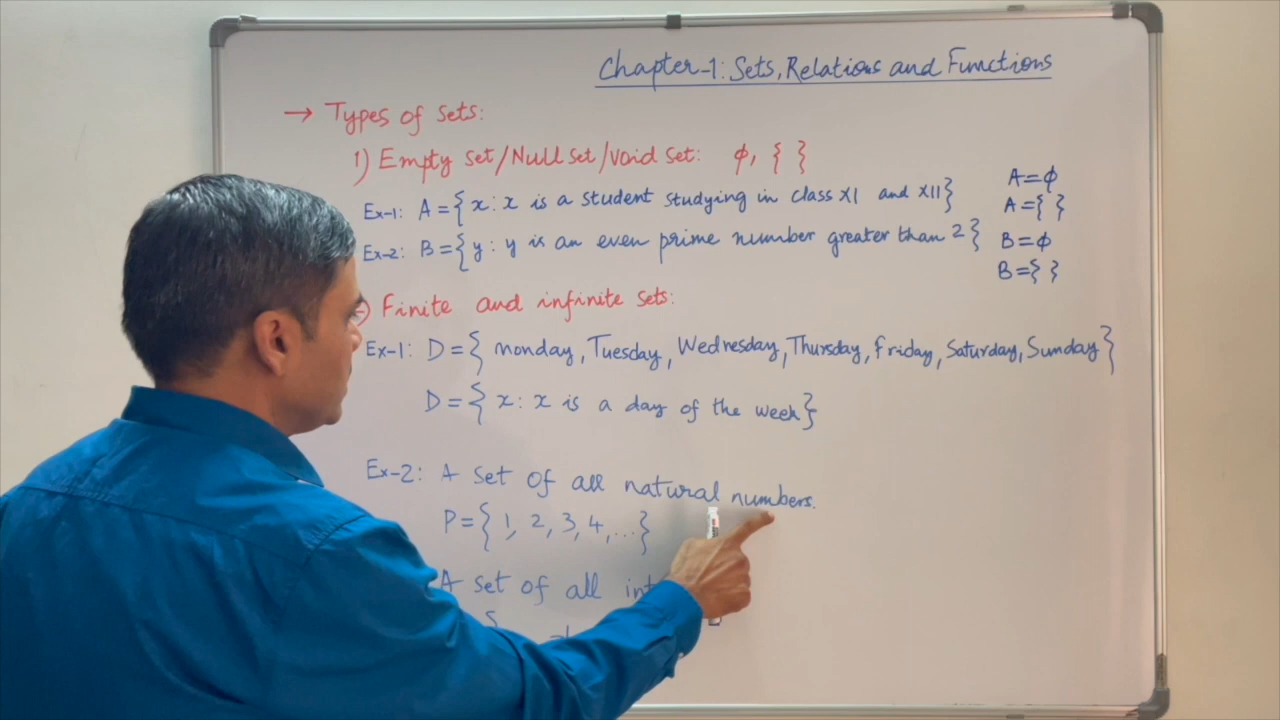 Chapter-1: Sets, Relations and Functions
→ Types of sets:
1) Empty set/Null set/void set: ϕ, { }
Ex-1: A={x: x is a student studying in class XI and XII}
A=ϕ
A={ }
Ex-2: B={y: y is an even prime number greater than 2}
B=ϕ
B={ }
) Finite and infinite sets:
Ex-1: D={ monday, Tuesday, Wednesday, Thursday, Friday, Saturday, Sunday}
D={ x: x is a day of the week}
Ex-2: A set of all natural numbers.
P={ 1, 2, 3, 4, ...}
A set of all